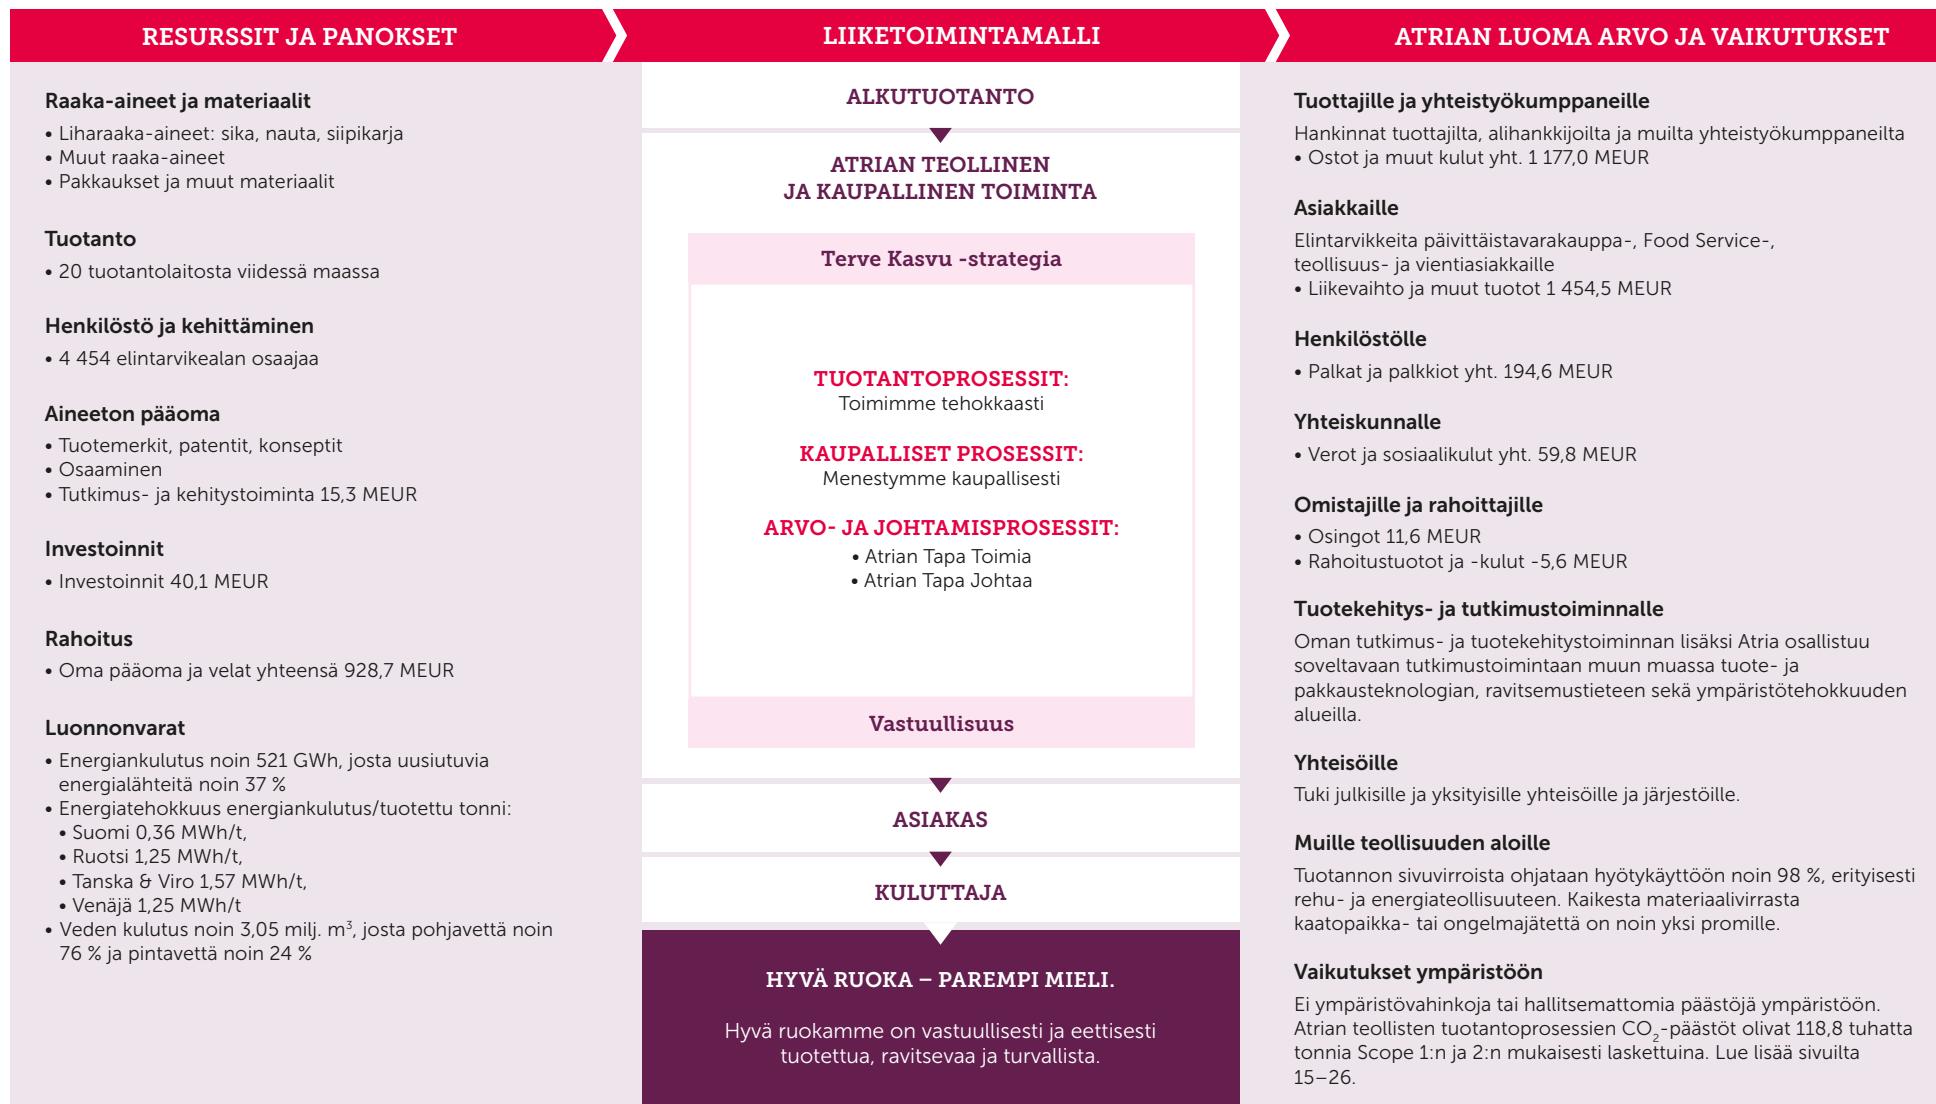 RESURSSIT JA PANOKSET
Raaka-aineet ja materiaalit
• Liharaaka-aineet: sika, nauta, siipikarja
• Muut raaka-aineet
• Pakkaukset ja muut materiaalit
Tuotanto
• 20 tuotantolaitosta viidessä maassa
Henkilöstö ja kehittäminen
• 4 454 elintarvikealan osaajaa
Aineeton pääoma
• Tuotemerkit, patentit, konseptit
• Osaaminen
• Tutkimus- ja kehitystoiminta 15,3 MEUR
Investoinnit
• Investoinnit 40,1 MEUR
Rahoitus
• Oma pääoma ja velat yhteensä 928,7 MEUR
Luonnonvarat
• Energiankulutus noin 521 GWh, josta uusiutuvia
energialähteitä noin 37 %
• Energiatehokkuus energiankulutus/tuotettu tonni:
• Suomi 0,36 MWh/t,
• Ruotsi 1,25 MWh/t,
• Tanska & Viro 1,57 MWh/t,
• Venäjä 1,25 MWh/t
• Veden kulutus noin 3,05 milj. m³, josta pohjavettä noin
76 % ja pintavettä noin 24 %
LIIKETOIMINTAMALLI
ALKUTUOTANTO
ATRIAN TEOLLINEN
JA KAUPALLINEN TOIMINTA
Terve Kasvu -strategia
TUOTANTOPROSESSIT:
Toimimme tehokkaasti
KAUPALLISET PROSESSIT:
Menestymme kaupallisesti
ARVO- JA JOHTAMISPROSESSIT:
• Atrian Tapa Toimia
• Atrian Tapa Johtaa
Vastuullisuus
ASIAKAS
KULUTTAJA
HYVÄ RUOKA – PAREMPI MIELI.
Hyvä ruokamme on vastuullisesti ja eettisesti
tuotettua, ravitsevaa ja turvallista.
ATRIAN LUOMA ARVO JA VAIKUTUKSET
Tuottajille ja yhteistyökumppaneille
Hankinnat tuottajilta, alihankkijoilta ja muilta yhteistyökumppaneilta
• Ostot ja muut kulut yht. 1 177,0 MEUR
Asiakkaille
Elintarvikkeita päivittäistavarakauppa-, Food Service-,
teollisuus- ja vientiasiakkaille
• Liikevaihto ja muut tuotot 1 454,5 MEUR
Henkilöstölle
• Palkat ja palkkiot yht. 194,6 MEUR
Yhteiskunnalle
• Verot ja sosiaalikulut yht. 59,8 MEUR
Omistajille ja rahoittajille
• Osingot 11,6 MEUR
• Rahoitustuotot ja -kulut -5,6 MEUR
Tuotekehitys- ja tutkimustoiminnalle
Oman tutkimus- ja tuotekehitystoiminnan lisäksi Atria osallistuu
soveltavaan tutkimustoimintaan muun muassa tuote- ja
pakkausteknologian, ravitsemustieteen sekä ympäristötehokkuuden
alueilla.
Yhteisöille
Tuki julkisille ja yksityisille yhteisöille ja järjestöille.
Muille teollisuuden aloille
Tuotannon sivuvirroista ohjataan hyötykäyttöön noin 98 %, erityisesti
rehu- ja energiateollisuuteen. Kaikesta materiaalivirrasta
kaatopaikka- tai ongelmajätettä on noin yksi promille.
Vaikutukset ympäristöön
Ei ympäristövahinkoja tai hallitsemattomia päästöjä ympäristöön.
Atrian teollisten tuotantoprosessien CO₂-päästöt olivat 118,8 tuhatta
tonnia Scope 1:n ja 2:n mukaisesti laskettuina. Lue lisää sivuilta
15–26.